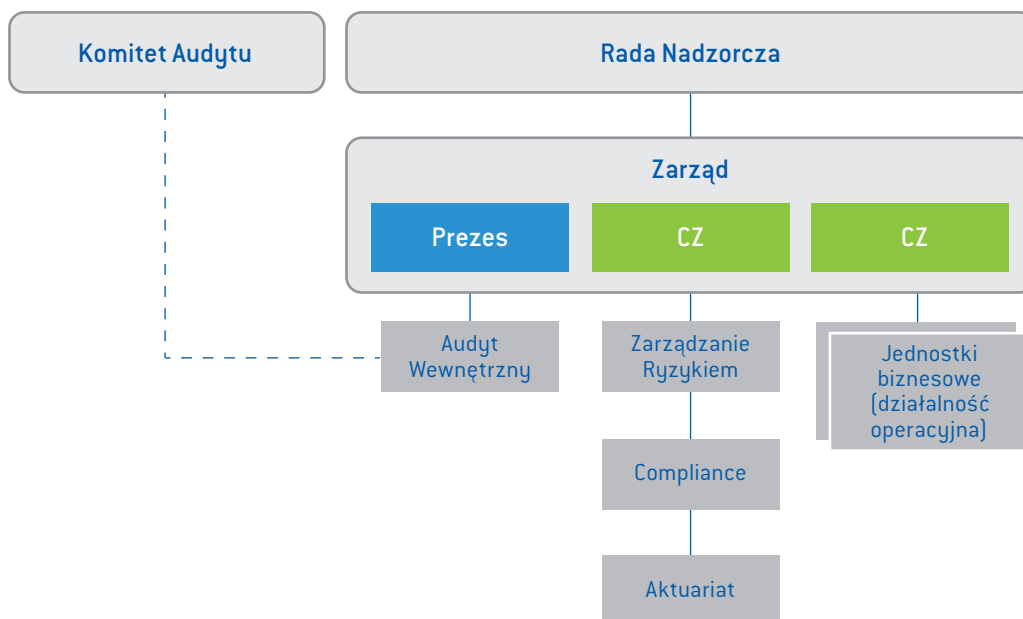 Komitet Audytu
Rada Nadzorcza
Zarząd
Prezes
CZ
CZ
Audyt
Wewnętrzny
Zarządzanie
Ryzykiem
Jednostki
biznesowe
(działalność
operacyjna)
Compliance
Aktuariat